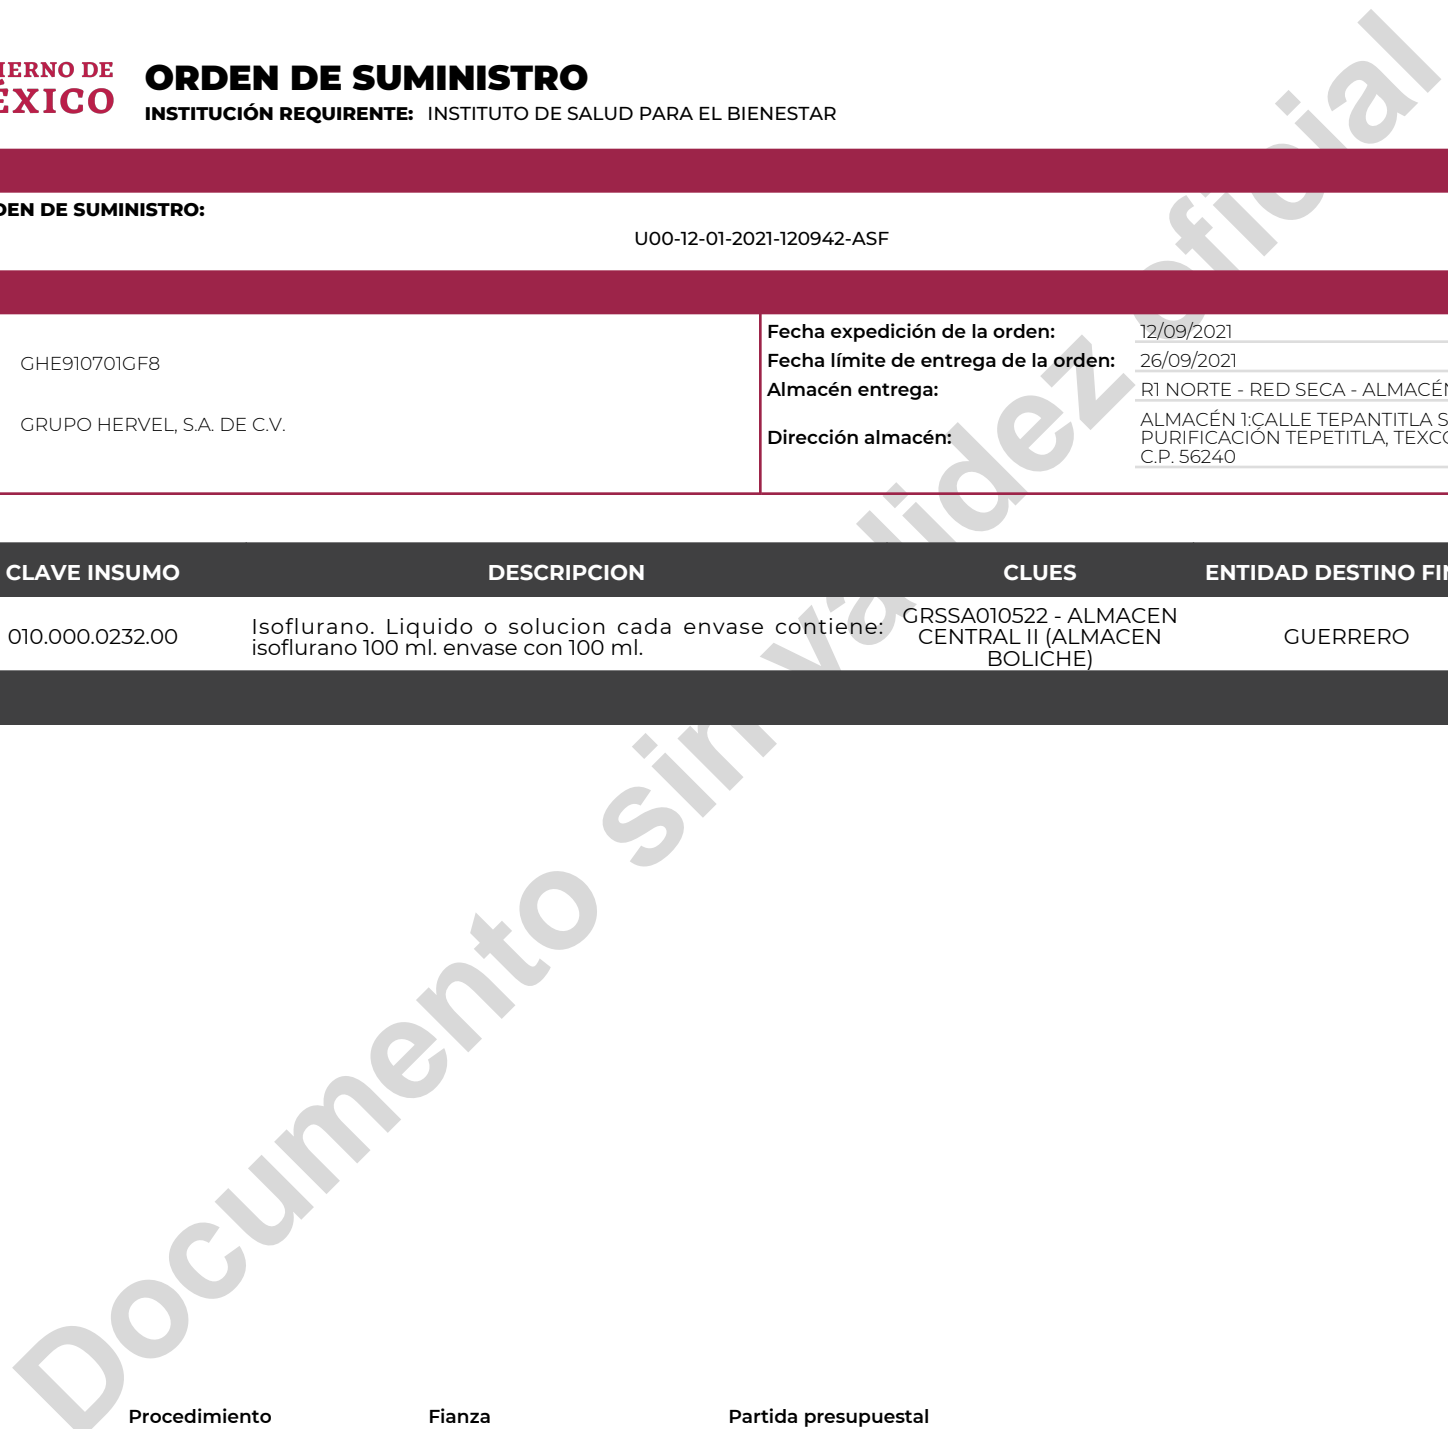 IERNO DE
ÉXICO
ORDEN DE SUMINISTRO
INSTITUCIÓN REQUIRENTE: INSTITUTO DE SALUD PARA EL BIENESTAR
DEN DE SUMINISTRO:
U00-12-01-2021-120942-ASF
GHE910701GF8
GRUPO HERVEL, S.A. DE C.V.
Fecha expedición de la orden: 12/09/2021
Fecha límite de entrega de la orden: 26/09/2021
Almacén entrega: R1 NORTE - RED SECA - ALMACÉN
Dirección almacén: ALMACÉN 1:CALLE TEPANTITLA S
PURIFICACIÓN TEPETITLA, TEXCO
C.P. 56240
CLAVE INSUMO DESCRIPCION CLUES ENTIDAD DESTINO FIN
010.000.0232.00
Isoflurano. Liquido o solucion cada envase contiene:
isoflurano 100 ml. envase con 100 ml.
GRSSA010522 - ALMACEN
CENTRAL II (ALMACEN
BOLICHE)
GUERRERO
Documento sin validez oficial
Procedimiento Fianza Partida presupuestal